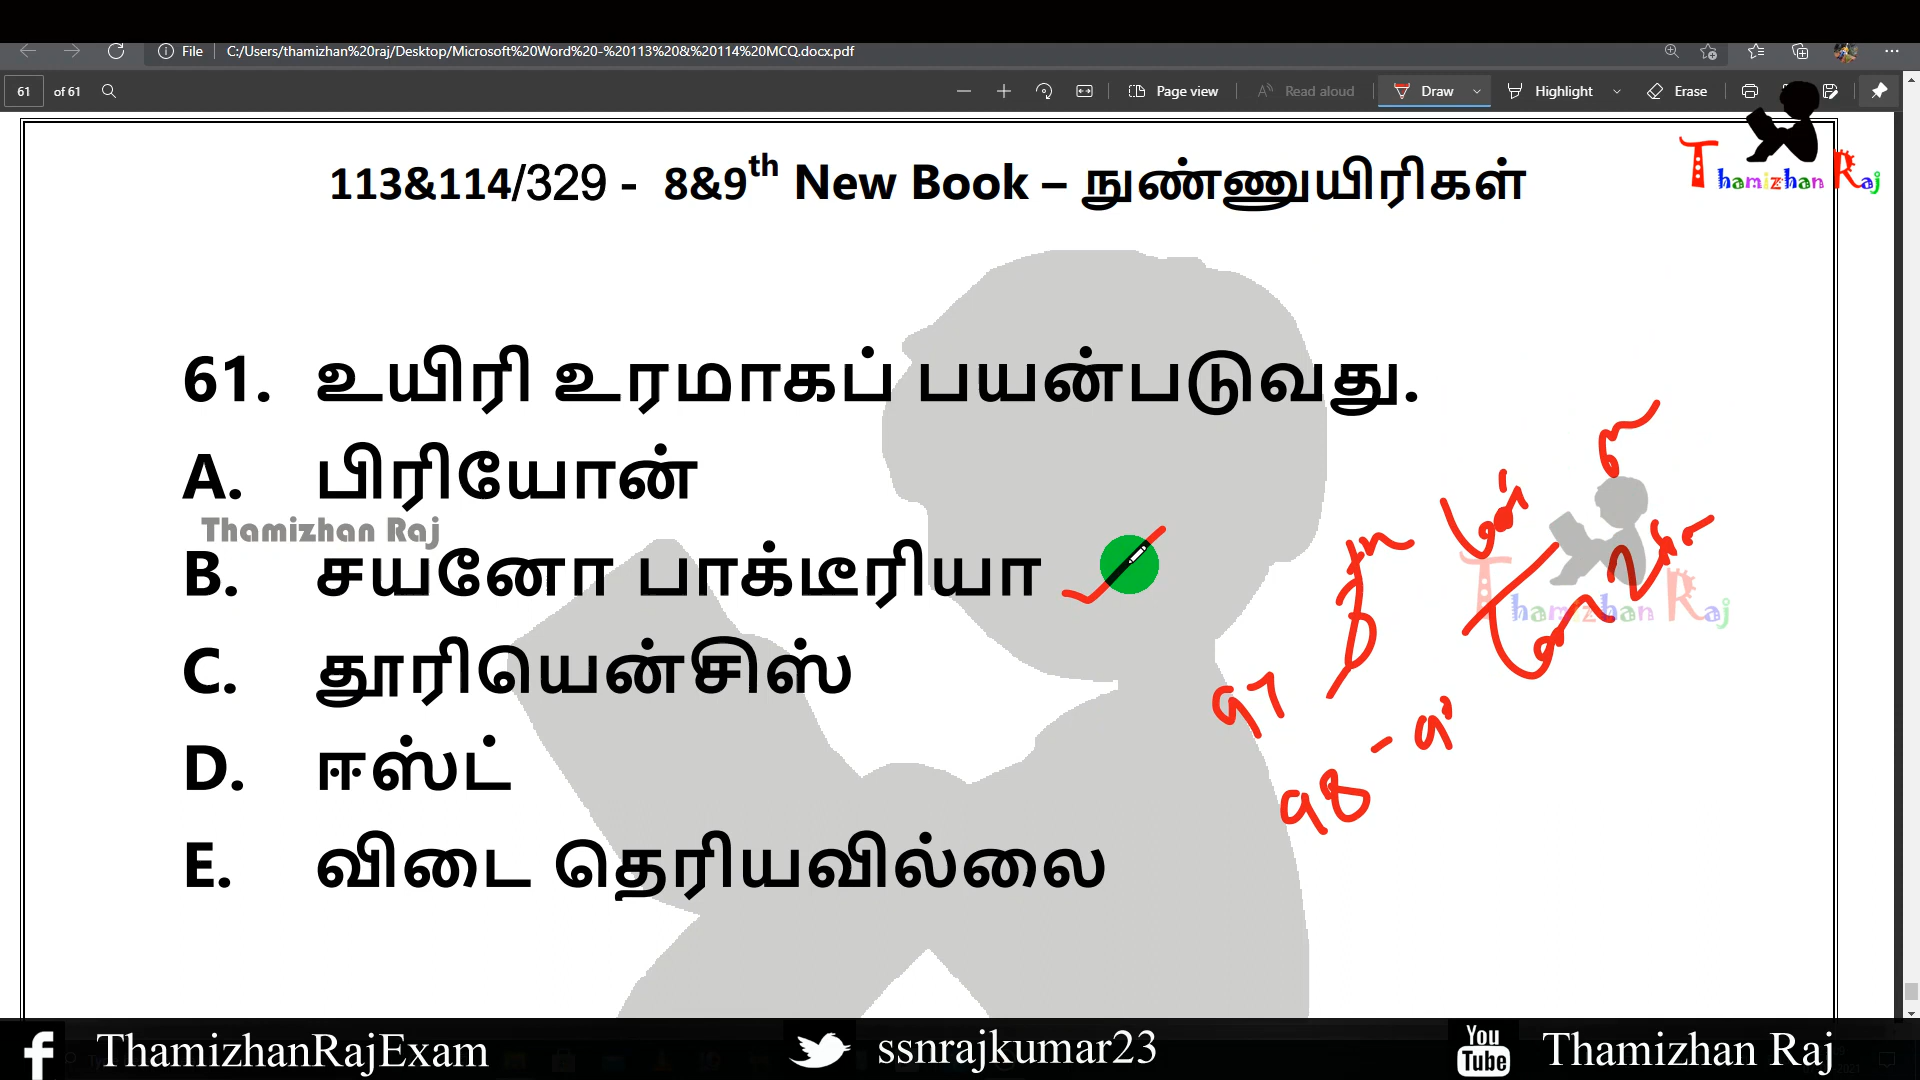 File C:/Users/thamizhan%20raj/Desktop/Microsoft%20Word%20-%20113%20&%20114%20MCQ.docx.pdf
61 of 61 Page view Read aloud Draw Highlight Erase
113&114/329 - 8&9th New Book – நுண்ணுயிரிகள்
Thamizhan Raj
61. உயிரி உரமாகப் பயன்படுவது.
A. பிரியோன்
Thamizhan Raj
B. சயனோ பாக்டீரியா
Thamizhan Raj
C. தூரியென்சிஸ்
97
D. ஈஸ்ட்
98
E. விடை தெரியவில்லை
ThamizhanRajExam ssnrajkumar23 You Tube Thamizhan Raj